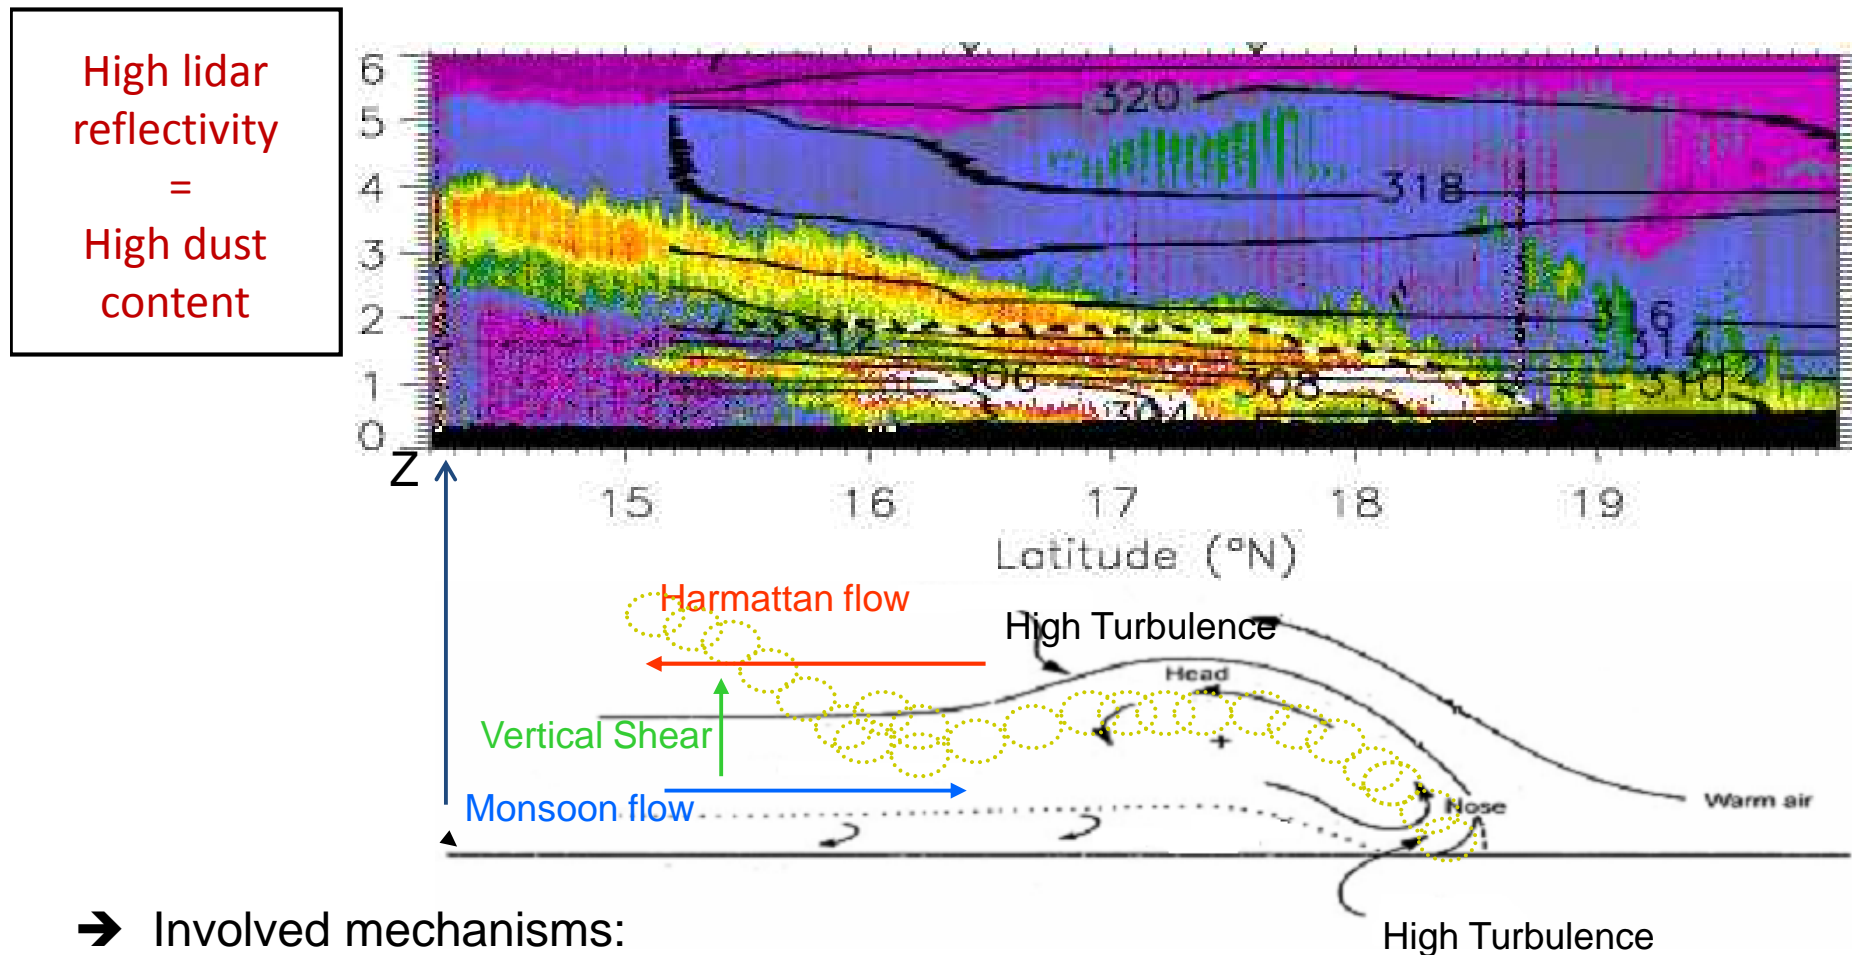 High lidar
reflectivity
=
High dust
content
6
5
4
3
2
1
0
320
318
316
314
312
310
308
306
304
Z
15 16 17 18 19
Latitude (°N)
Harmattan flow
High Turbulence
Head
Vertical Shear
Monsoon flow
Nose
Warm air
➔ Involved mechanisms:
High Turbulence